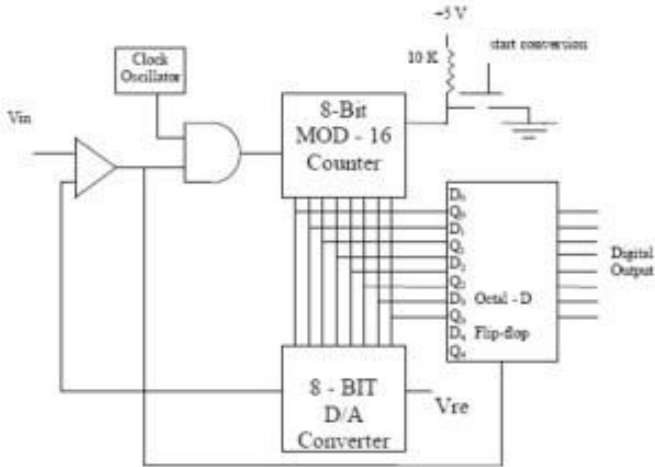 +5 V
start conversion
10 K
Clock
Oscillator
Vin
8-Bit
MOD - 16
Counter
D₀
Q₀
D₁
Q₁
D₂
Q₂
D₃ Octal - D
Q₃
D₄ Flip-flop
Q₄
Digital
Output
8 - BIT
D/A
Converter
Vre